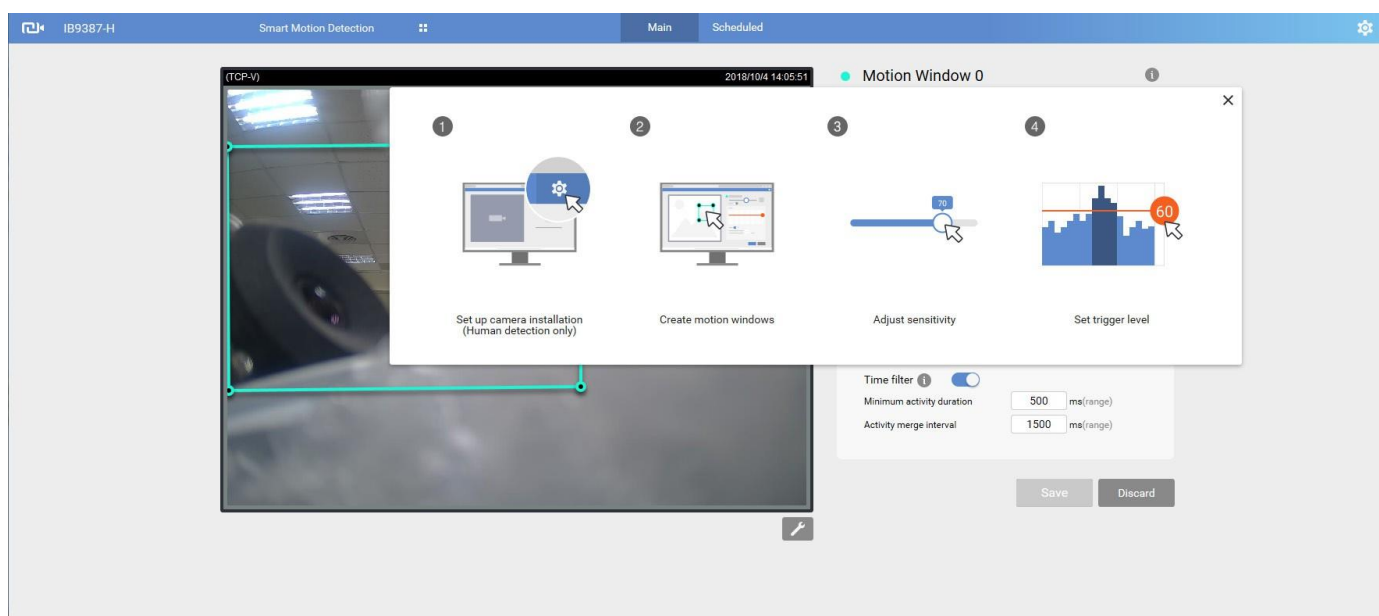 IB9387-H
Smart Motion Detection
Main
Scheduled
(TCP-V)
2018/10/4 14:05:51
Motion Window 0
1
2
3
4
70
60
Set up camera installation
(Human detection only)
Create motion windows
Adjust sensitivity
Set trigger level
Time filter
Minimum activity duration 500 ms(range)
Activity merge interval 1500 ms(range)
Save
Discard